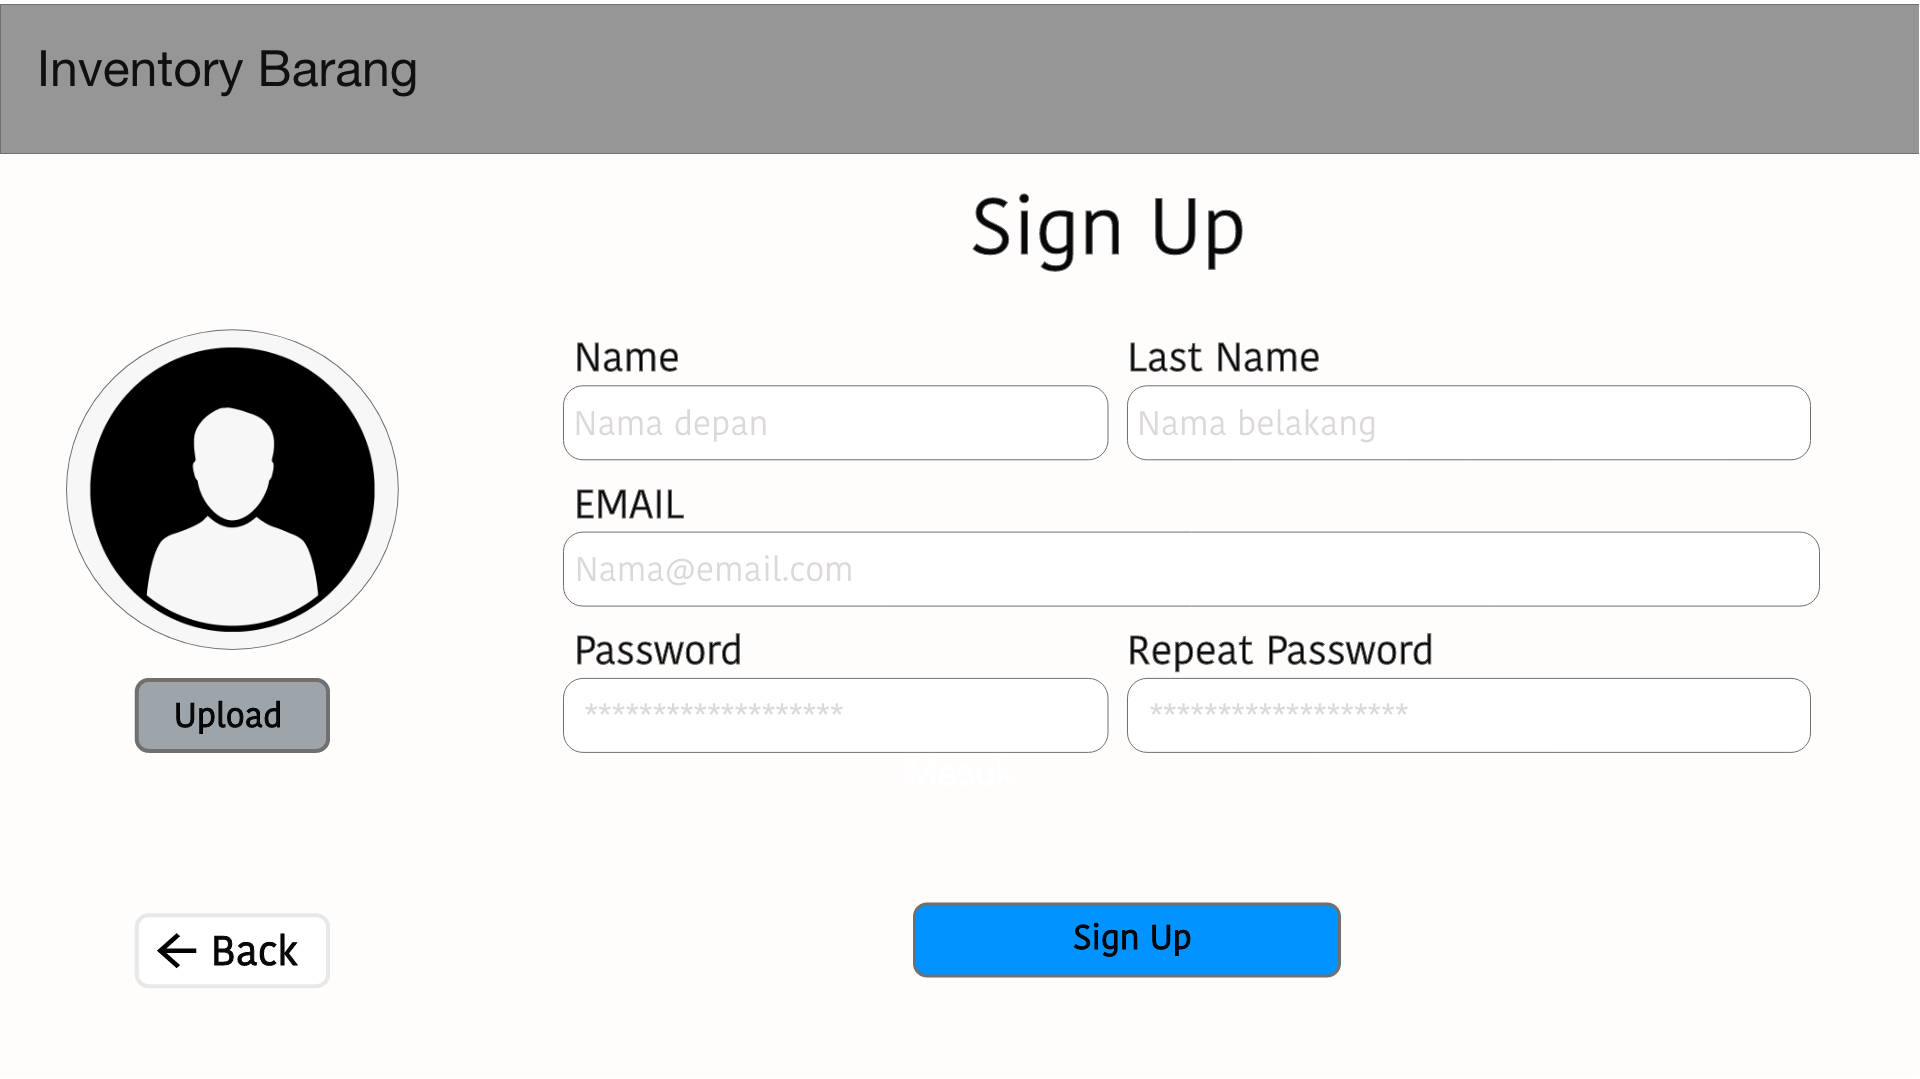 Inventory Barang
Sign Up
Name
Last Name
Nama depan
Nama belakang
EMAIL
Nama@email.com
Password
Repeat Password
*******************
*******************
Upload
← Back
Sign Up